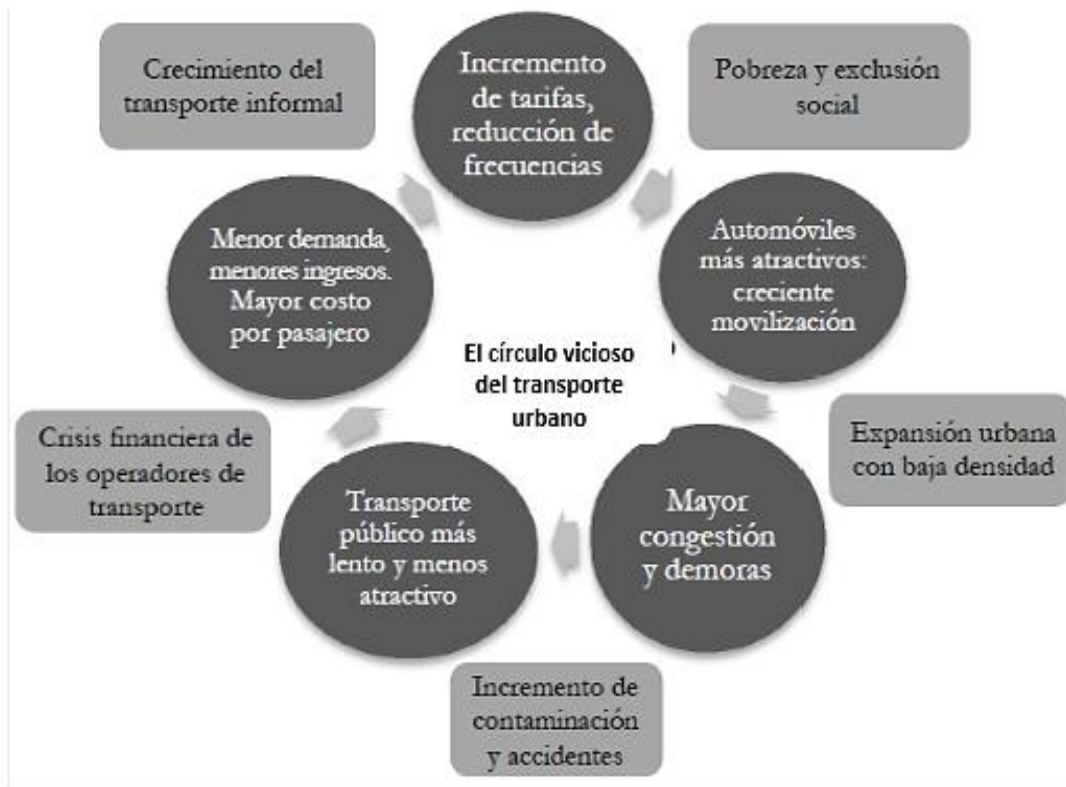 Crecimiento del
transporte informal
Incremento
de tarifas,
reducción de
frecuencias
Pobreza y exclusión
social
Menor demanda,
menores ingresos.
Mayor costo
por pasajero
Automóviles
más atractivos:
creciente
movilización
El círculo vicioso
del transporte
urbano
Crisis financiera de
los operadores de
transporte
Expansión urbana
con baja densidad
Transporte
público más
lento y menos
atractivo
Mayor
congestión
y demoras
Incremento de
contaminación
y accidentes